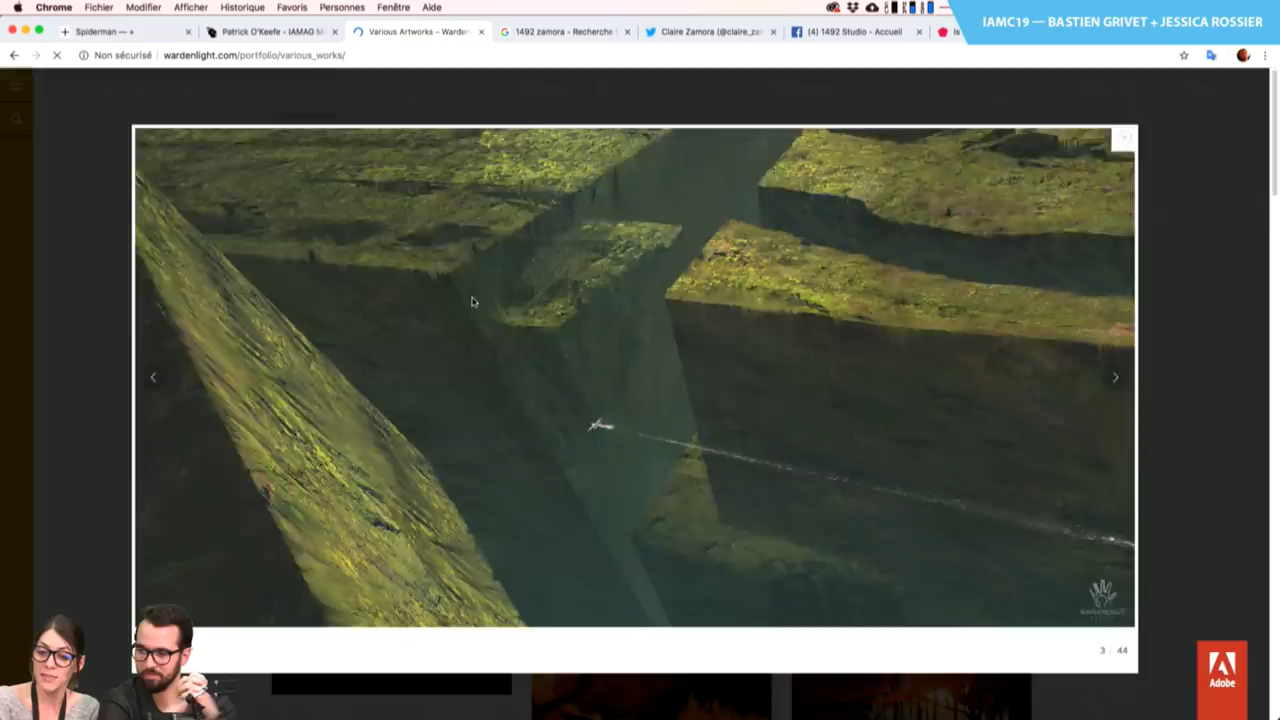 Chrome Fichier Modifier Afficher Historique Favoris Personnes Fenêtre Aide
IAMC19 — BASTIEN GRIVET + JESSICA ROSSIER
Spiderman — +
Patrick O'Keefe - IAMAG M
Various Artworks – Warden
1492 zamora - Recherche
Claire Zamora (@claire_zam
(4) 1492 Studio - Accueil
Non sécurisé wardenlight.com/portfolio/various_works/
3 / 44
Adobe